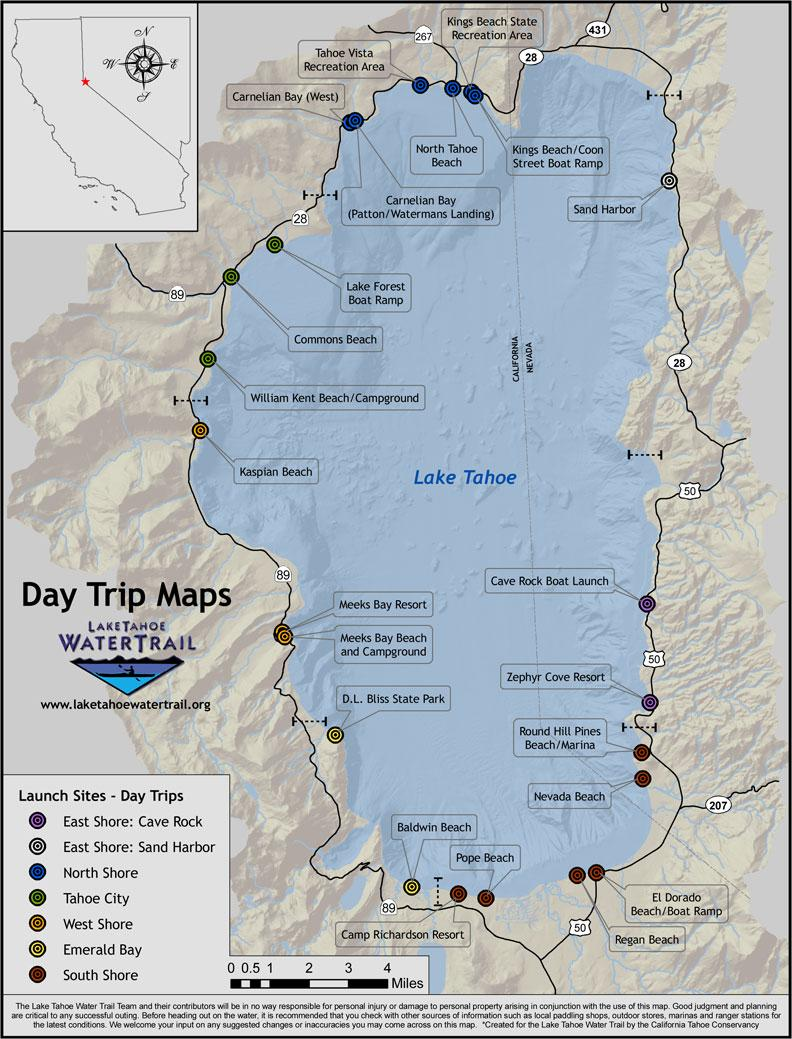 N
W
E
S
267
Kings Beach State
Recreation Area
431
28
Tahoe Vista
Recreation Area
Carnelian Bay (West)
North Tahoe
Beach
Kings Beach/Coon
Street Boat Ramp
Sand Harbor
Carnelian Bay
(Patton/Watermans Landing)
28
Lake Forest
Boat Ramp
89
Commons Beach
CALIFORNIA
NEVADA
28
William Kent Beach/Campground
Kaspian Beach
Lake Tahoe
50
89
Cave Rock Boat Launch
Day Trip Maps
Meeks Bay Resort
LAKE TAHOE
WATERTRAIL
Meeks Bay Beach
and Campground
50
Zephyr Cove Resort
www.laketahoewatertrail.org
D.L. Bliss State Park
Round Hill Pines
Beach/Marina
Nevada Beach
207
Launch Sites - Day Trips
East Shore: Cave Rock
East Shore: Sand Harbor
North Shore
Tahoe City
West Shore
Emerald Bay
South Shore
Baldwin Beach
Pope Beach
89
Camp Richardson Resort
El Dorado
Beach/Boat Ramp
50
Regan Beach
0 0.5 1 2 3 4
Miles
The Lake Tahoe Water Trail Team and their contributors will be in no way responsible for personal injury or damage to personal property arising in conjunction with the use of this map. Good judgment and planning
are critical to any successful outing. Before heading out on the water, it is recommended that you check with other sources of information such as local paddling shops, outdoor stores, marinas and ranger stations for
the latest conditions. We welcome your input on any suggested changes or inaccuracies you may come across on this map. *Created for the Lake Tahoe Water Trail by the California Tahoe Conservancy